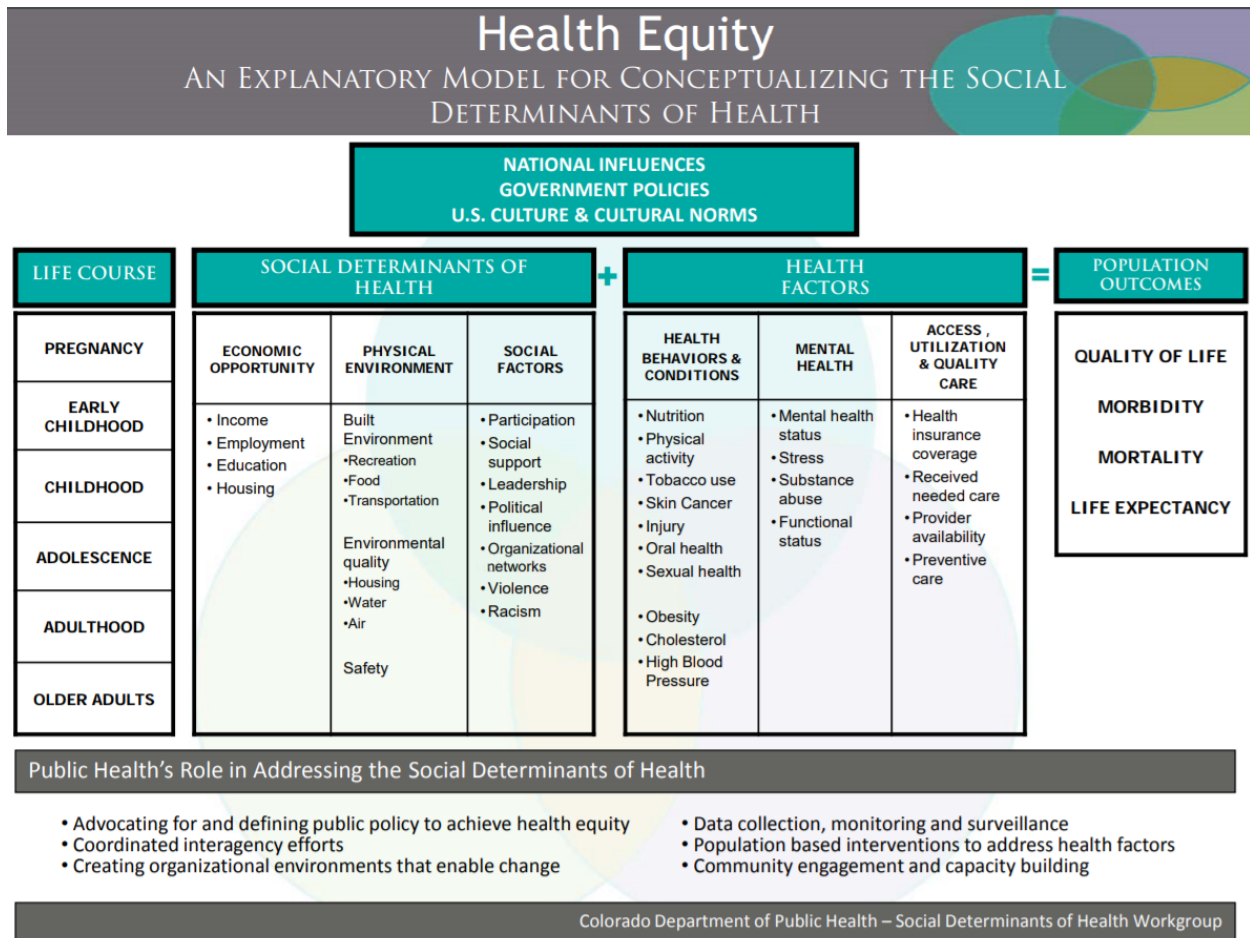 Health Equity
AN EXPLANATORY MODEL FOR CONCEPTUALIZING THE SOCIAL
DETERMINANTS OF HEALTH
NATIONAL INFLUENCES
GOVERNMENT POLICIES
U.S. CULTURE & CULTURAL NORMS
LIFE COURSE
PREGNANCY
EARLY
CHILDHOOD
CHILDHOOD
ADOLESCENCE
ADULTHOOD
OLDER ADULTS
SOCIAL DETERMINANTS OF
HEALTH
ECONOMIC
OPPORTUNITY
• Income
• Employment
• Education
• Housing
PHYSICAL
ENVIRONMENT
Built
Environment
•Recreation
•Food
•Transportation
Environmental
quality
•Housing
•Water
•Air
Safety
SOCIAL
FACTORS
• Participation
• Social
support
• Leadership
• Political
influence
• Organizational
networks
• Violence
• Racism
+
HEALTH
FACTORS
HEALTH
BEHAVIORS &
CONDITIONS
• Nutrition
• Physical
activity
• Tobacco use
• Skin Cancer
• Injury
• Oral health
• Sexual health
• Obesity
• Cholesterol
• High Blood
Pressure
MENTAL
HEALTH
• Mental health
status
• Stress
• Substance
abuse
• Functional
status
ACCESS ,
UTILIZATION
& QUALITY
CARE
• Health
insurance
coverage
• Received
needed care
• Provider
availability
• Preventive
care
=
POPULATION
OUTCOMES
QUALITY OF LIFE
MORBIDITY
MORTALITY
LIFE EXPECTANCY
Public Health's Role in Addressing the Social Determinants of Health
• Advocating for and defining public policy to achieve health equity
• Coordinated interagency efforts
• Creating organizational environments that enable change
• Data collection, monitoring and surveillance
• Population based interventions to address health factors
• Community engagement and capacity building
Colorado Department of Public Health – Social Determinants of Health Workgroup